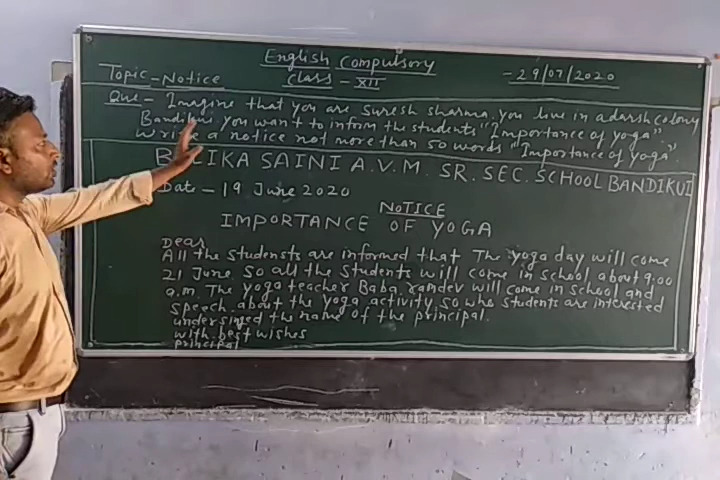 English Compulsory
Class - XII
- 29/07/2020
Topic - Notice
Que - Imagine that you are Suresh Sharma. you live in adarsh colony
Bandikui you want to inform the students "Importance of yoga"
write a notice not more than 50 words "Importance of yoga".
SAINI A.V.M. SR. SEC. SCHOOL BANDIKUI
Date - 19 June 2020
NOTICE
IMPORTANCE OF YOGA
Dear
All the students are informed that The yoga day will come
21 June so all the students will come in school about 9:00
a.m. The yoga teacher Baba ramdev will come in school and
speech about the yoga activity so who students are interested
undersinged the name of the principal.
with best wishes
principal